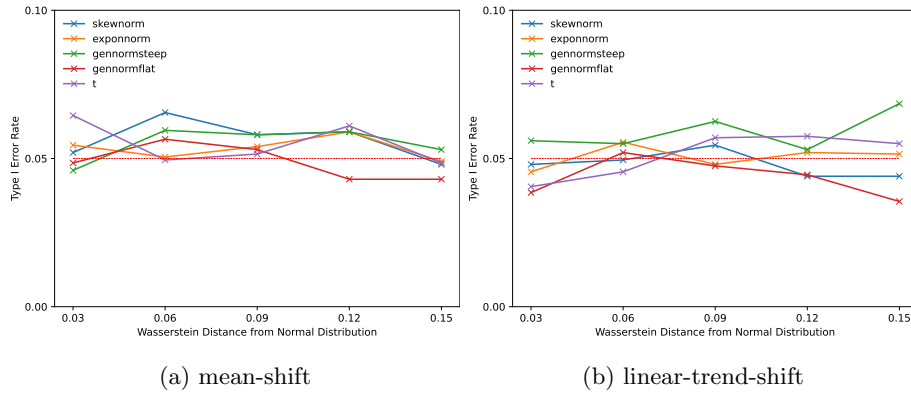 0.10
0.05
0.00
Type I Error Rate
skewnorm
exponnorm
gennormsteep
gennormflat
t
0.03 0.06 0.09 0.12 0.15
Wasserstein Distance from Normal Distribution
(a) mean-shift
0.10
0.05
0.00
Type I Error Rate
skewnorm
exponnorm
gennormsteep
gennormflat
t
0.03 0.06 0.09 0.12 0.15
Wasserstein Distance from Normal Distribution
(b) linear-trend-shift